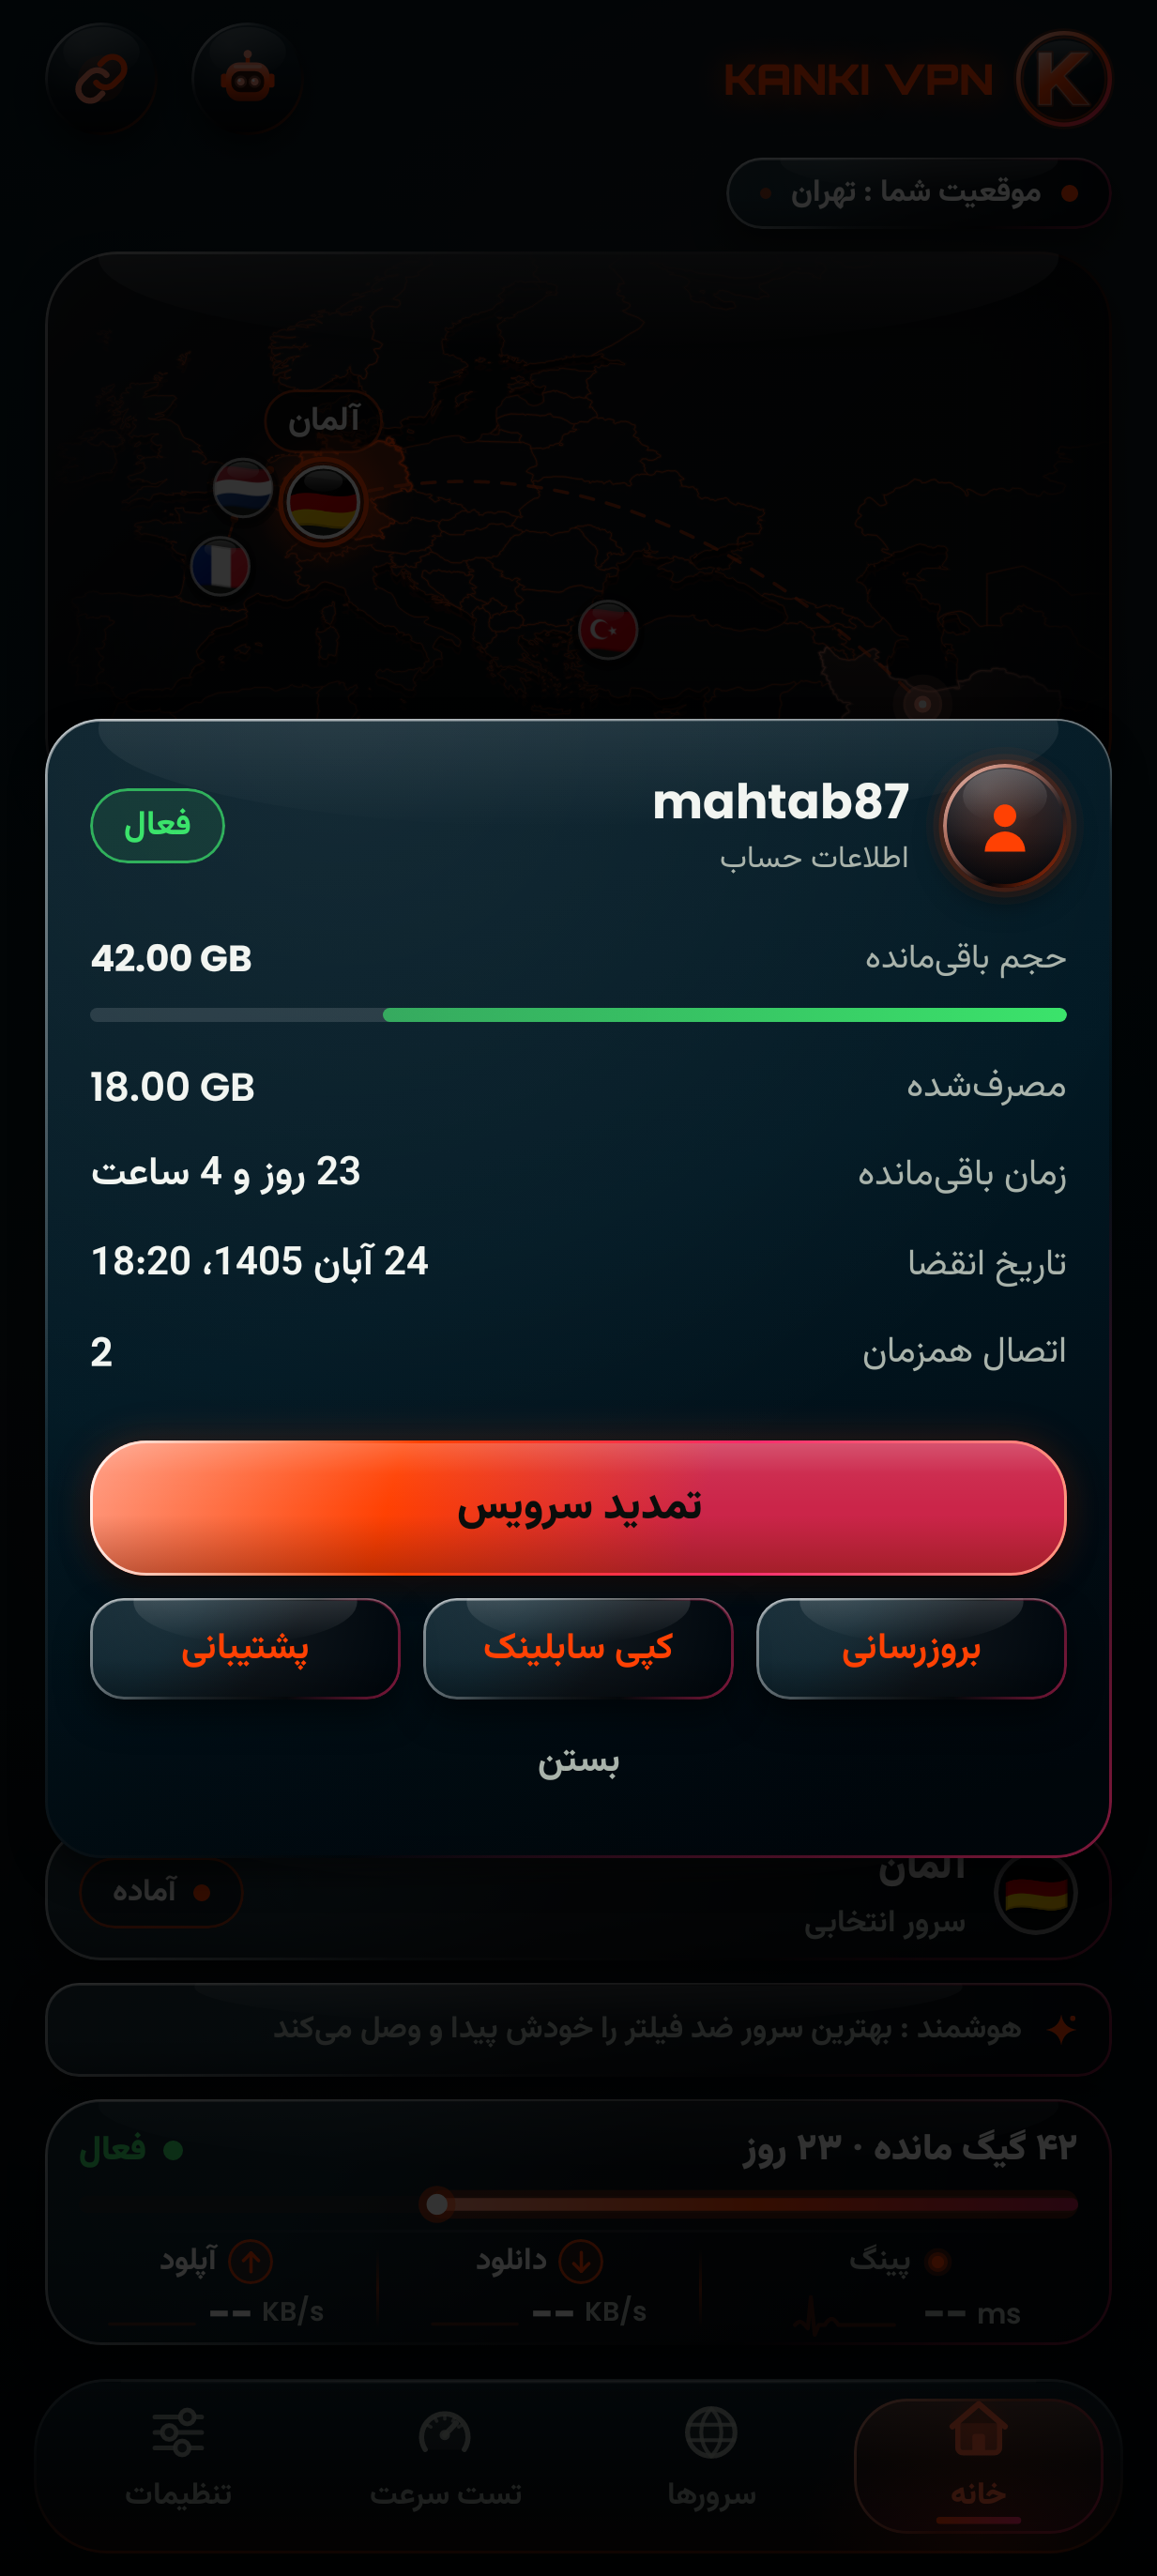 KANKI VPN
K
موقعیت شما : تهران
آلمان
mahtab87
فعال
اطلاعات حساب
حجم باقی‌مانده 42.00 GB
مصرف‌شده 18.00 GB
زمان باقی‌مانده 23 روز و 4 ساعت
تاریخ انقضا 24 آبان 1405، 18:20
اتصال همزمان 2
تمدید سرویس
بروزرسانی
کپی سابلینک
پشتیبانی
بستن
آلمان
آماده
سرور انتخابی
هوشمند : بهترین سرور ضد فیلتر را خودش پیدا و وصل می‌کند
۴۲ گیگ مانده · ۲۳ روز
فعال
پینگ
دانلود
آپلود
-- ms
-- KB/s
-- KB/s
خانه
سرورها
تست سرعت
تنظیمات